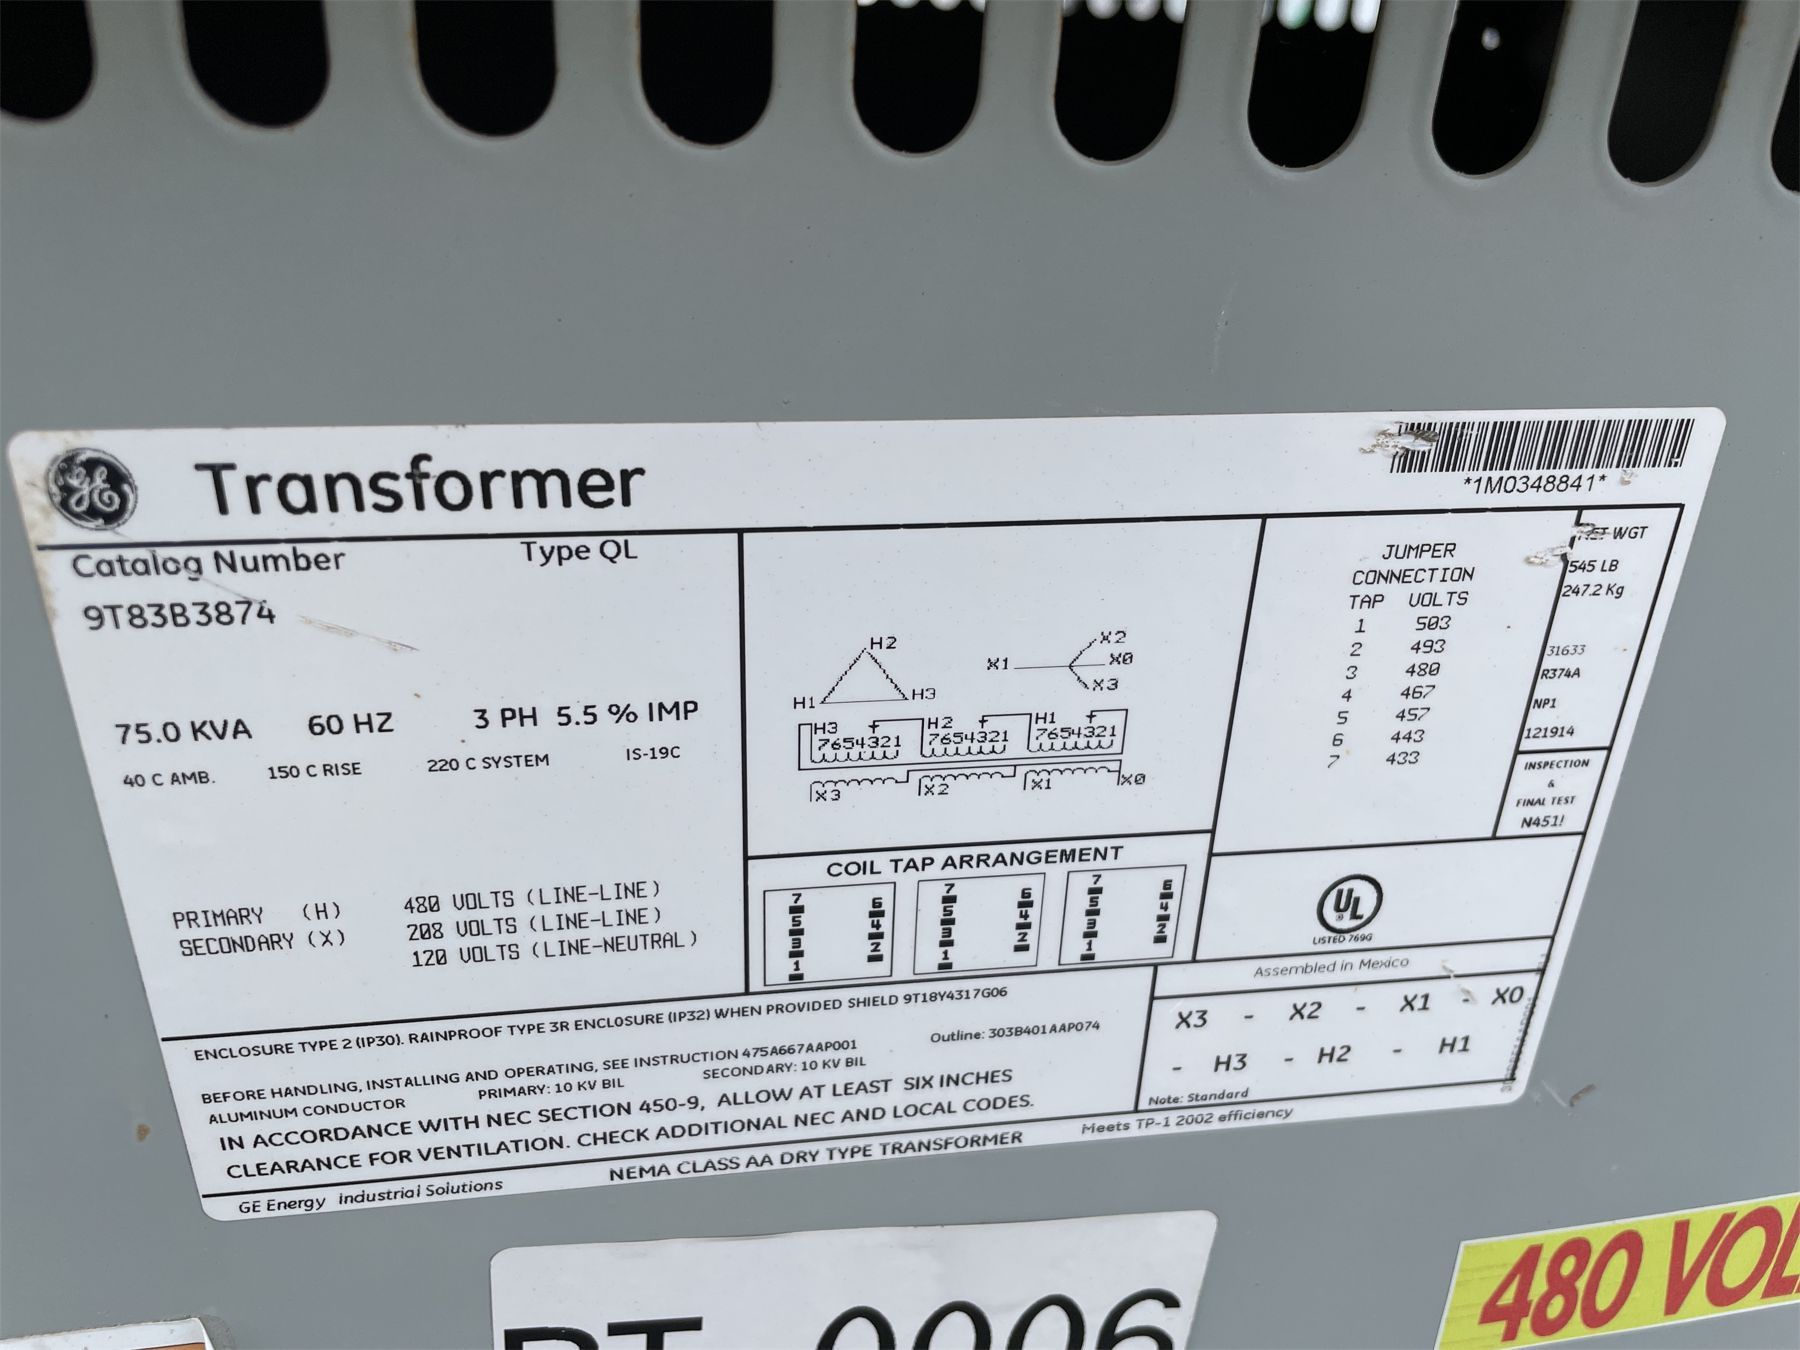 GE
Transformer
*1M0348841*
Catalog Number
Type QL
9T83B3874
75.0 KVA 60 HZ 3 PH 5.5 % IMP
40 C AMB. 150 C RISE 220 C SYSTEM IS-19C
PRIMARY (H) 480 VOLTS (LINE-LINE)
SECONDARY (X) 208 VOLTS (LINE-LINE)
120 VOLTS (LINE-NEUTRAL)
H2
H1 H3
X2
X1 X0
X3
H3 + H2 + H1 +
7654321 7654321 7654321
X3 X2 X1 X0
COIL TAP ARRANGEMENT
7 6 7 6 7 6
5 4 5 4 5 4
3 2 3 2 3 2
1 1 1
JUMPER
CONNECTION
TAP VOLTS
1 503
2 493
3 480
4 467
5 457
6 443
7 433
WGT
545 LB
247.2 Kg
31633
R374A
NP1
121914
INSPECTION
&
FINAL TEST
N451!
UL
LISTED 769G
Assembled in Mexico
X3 - X2 - X1 - X0
- H3 - H2 - H1
Note: Standard
ENCLOSURE TYPE 2 (IP30). RAINPROOF TYPE 3R ENCLOSURE (IP32) WHEN PROVIDED SHIELD 9T18Y4317G06
BEFORE HANDLING, INSTALLING AND OPERATING, SEE INSTRUCTION 475A667AAP001 Outline: 303B401AAP074
ALUMINUM CONDUCTOR PRIMARY: 10 KV BIL SECONDARY: 10 KV BIL
IN ACCORDANCE WITH NEC SECTION 450-9, ALLOW AT LEAST SIX INCHES
CLEARANCE FOR VENTILATION. CHECK ADDITIONAL NEC AND LOCAL CODES.
GE Energy Industrial Solutions NEMA CLASS AA DRY TYPE TRANSFORMER Meets TP-1 2002 efficiency
0006
480 VOL